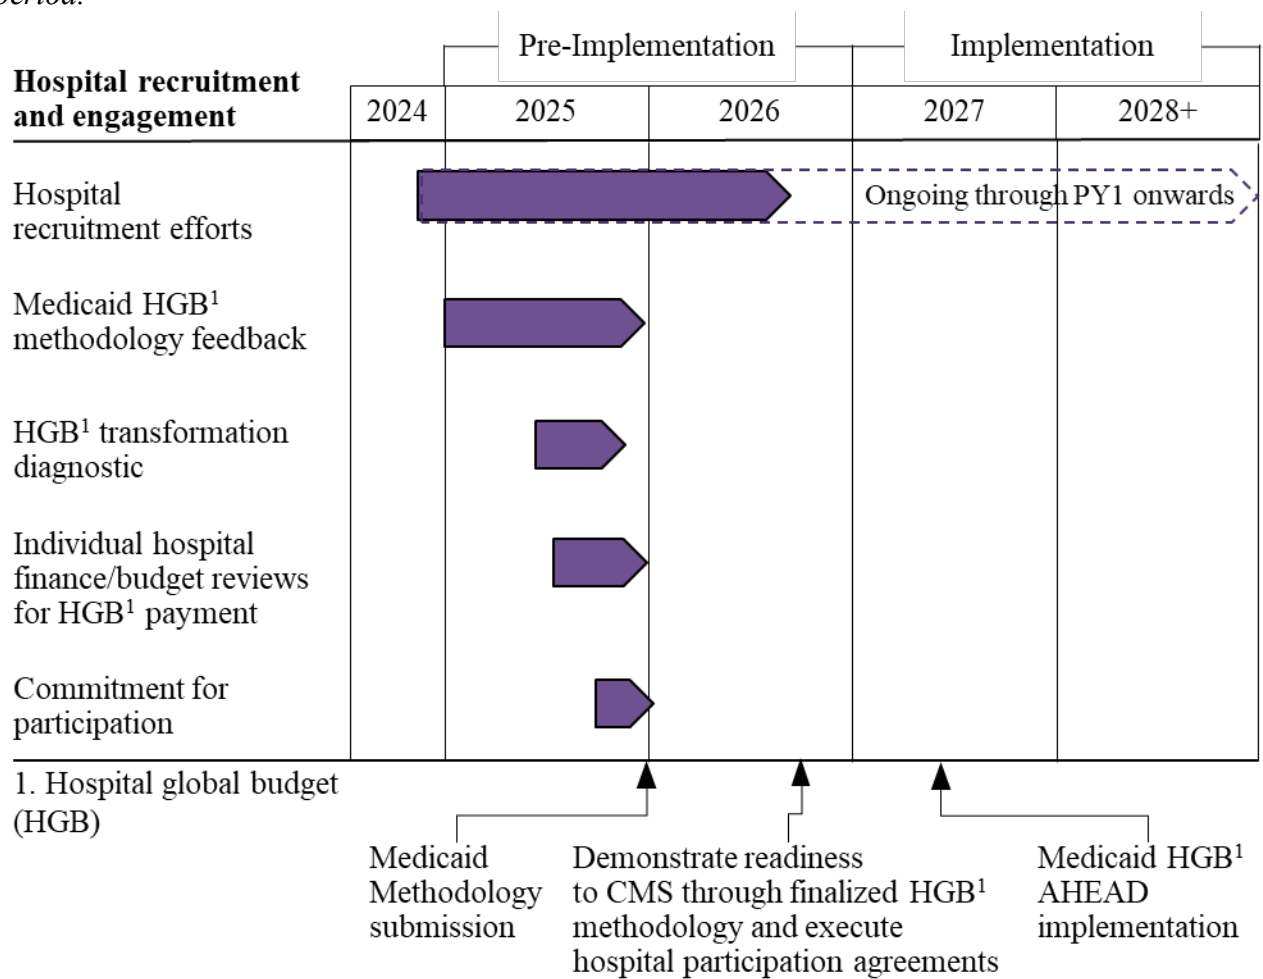 period.
Pre-Implementation
Implementation
Hospital recruitment
and engagement
2024
2025
2026
2027
2028+
Hospital
recruitment efforts
Ongoing through PY1 onwards
Medicaid HGB¹
methodology feedback
HGB¹ transformation
diagnostic
Individual hospital
finance/budget reviews
for HGB¹ payment
Commitment for
participation
1. Hospital global budget
(HGB)
Medicaid
Methodology
submission
Demonstrate readiness
to CMS through finalized HGB¹
methodology and execute
hospital participation agreements
Medicaid HGB¹
AHEAD
implementation